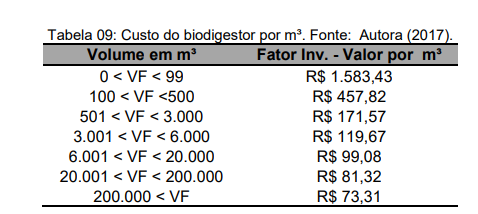 Tabela 09: Custo do biodigestor por m³. Fonte: Autora (2017).
Volume em m³ Fator Inv. - Valor por m³
0 < VF < 99 R$ 1.583,43
100 < VF <500 R$ 457,82
501 < VF < 3.000 R$ 171,57
3.001 < VF < 6.000 R$ 119,67
6.001 < VF < 20.000 R$ 99,08
20.001 < VF < 200.000 R$ 81,32
200.000 < VF R$ 73,31